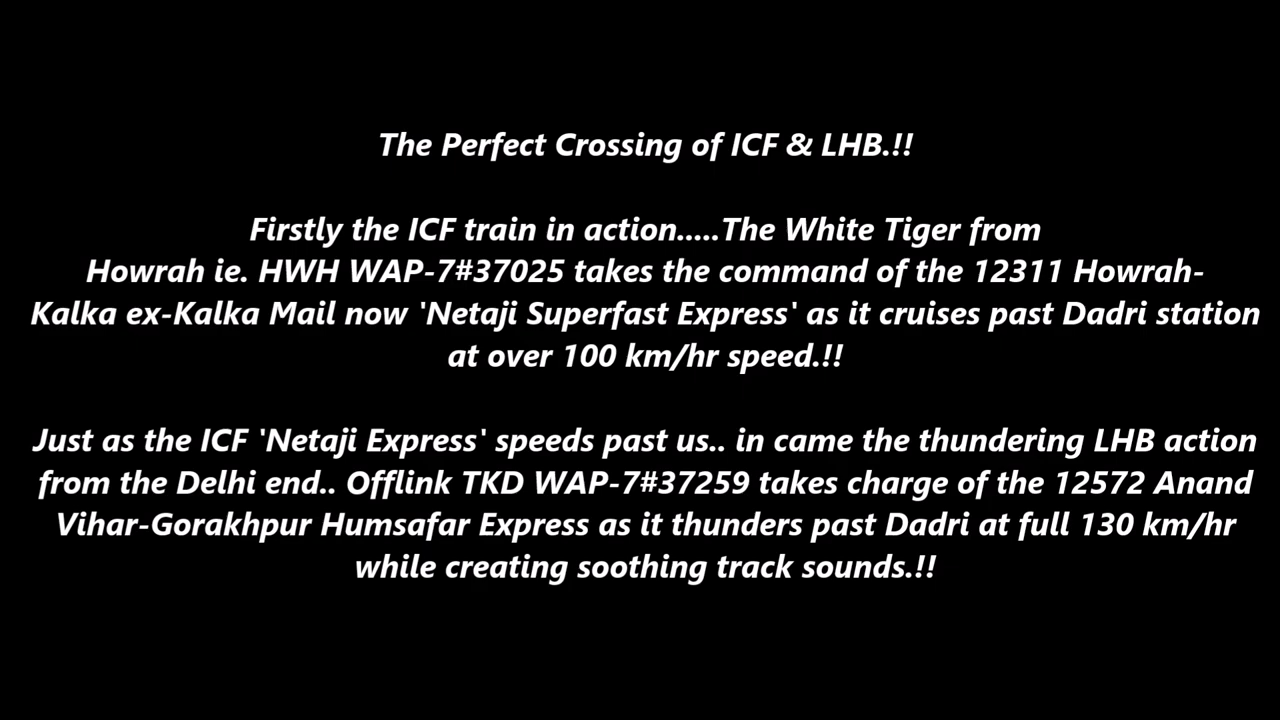 The Perfect Crossing of ICF & LHB.!!
Firstly the ICF train in action.....The White Tiger from
Howrah ie. HWH WAP-7#37025 takes the command of the 12311 Howrah-
Kalka ex-Kalka Mail now 'Netaji Superfast Express' as it cruises past Dadri station
at over 100 km/hr speed.!!
Just as the ICF 'Netaji Express' speeds past us.. in came the thundering LHB action
from the Delhi end.. Offlink TKD WAP-7#37259 takes charge of the 12572 Anand
Vihar-Gorakhpur Humsafar Express as it thunders past Dadri at full 130 km/hr
while creating soothing track sounds.!!